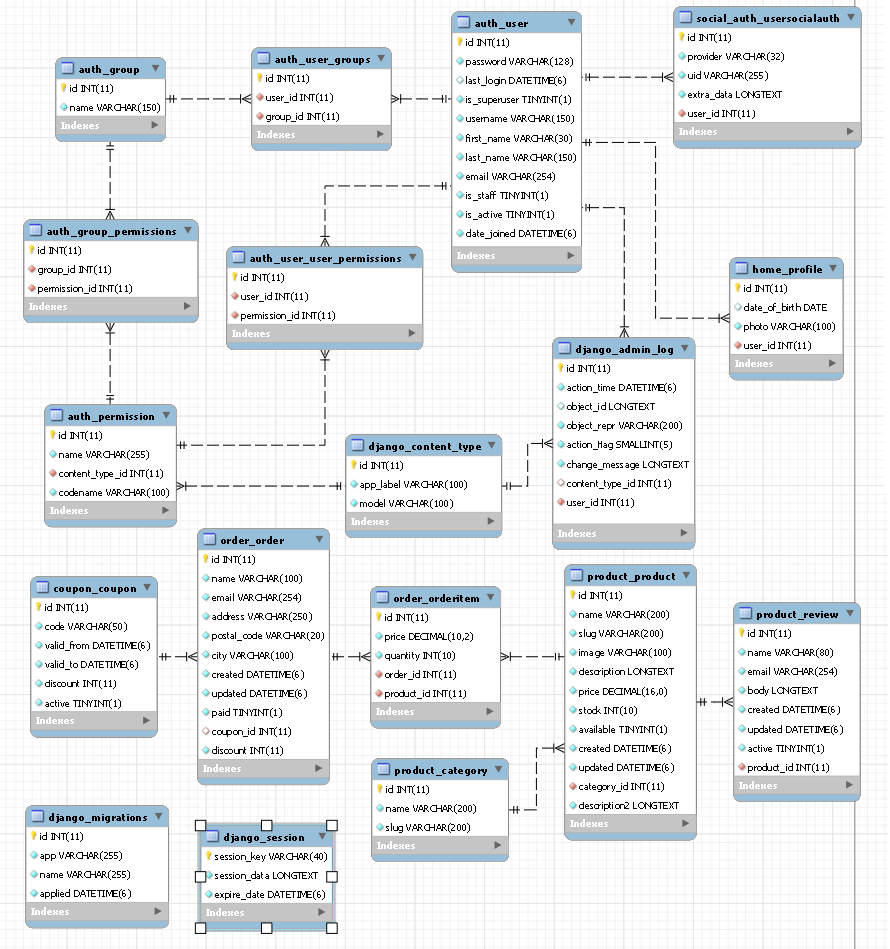 auth_group
id INT(11)
name VARCHAR(150)
Indexes
auth_user_groups
id INT(11)
user_id INT(11)
group_id INT(11)
Indexes
auth_user
id INT(11)
password VARCHAR(128)
last_login DATETIME(6)
is_superuser TINYINT(1)
username VARCHAR(150)
first_name VARCHAR(30)
last_name VARCHAR(150)
email VARCHAR(254)
is_staff TINYINT(1)
is_active TINYINT(1)
date_joined DATETIME(6)
Indexes
social_auth_usersocialauth
id INT(11)
provider VARCHAR(32)
uid VARCHAR(255)
extra_data LONGTEXT
user_id INT(11)
Indexes
auth_group_permissions
id INT(11)
group_id INT(11)
permission_id INT(11)
Indexes
auth_user_user_permissions
id INT(11)
user_id INT(11)
permission_id INT(11)
Indexes
home_profile
id INT(11)
date_of_birth DATE
photo VARCHAR(100)
user_id INT(11)
Indexes
django_admin_log
id INT(11)
action_time DATETIME(6)
object_id LONGTEXT
object_repr VARCHAR(200)
action_flag SMALLINT(5)
change_message LONGTEXT
content_type_id INT(11)
user_id INT(11)
Indexes
auth_permission
id INT(11)
name VARCHAR(255)
content_type_id INT(11)
codename VARCHAR(100)
Indexes
django_content_type
id INT(11)
app_label VARCHAR(100)
model VARCHAR(100)
Indexes
coupon_coupon
id INT(11)
code VARCHAR(50)
valid_from DATETIME(6)
valid_to DATETIME(6)
discount INT(11)
active TINYINT(1)
Indexes
order_order
id INT(11)
name VARCHAR(100)
email VARCHAR(254)
address VARCHAR(250)
postal_code VARCHAR(20)
city VARCHAR(100)
created DATETIME(6)
updated DATETIME(6)
paid TINYINT(1)
coupon_id INT(11)
discount INT(11)
Indexes
order_orderitem
id INT(11)
price DECIMAL(10,2)
quantity INT(10)
order_id INT(11)
product_id INT(11)
Indexes
product_product
id INT(11)
name VARCHAR(200)
slug VARCHAR(200)
image VARCHAR(100)
description LONGTEXT
price DECIMAL(16,0)
stock INT(10)
available TINYINT(1)
created DATETIME(6)
updated DATETIME(6)
category_id INT(11)
description2 LONGTEXT
Indexes
product_review
id INT(11)
name VARCHAR(80)
email VARCHAR(254)
body LONGTEXT
created DATETIME(6)
updated DATETIME(6)
active TINYINT(1)
product_id INT(11)
Indexes
product_category
id INT(11)
name VARCHAR(200)
slug VARCHAR(200)
Indexes
django_migrations
id INT(11)
app VARCHAR(255)
name VARCHAR(255)
applied DATETIME(6)
Indexes
django_session
session_key VARCHAR(40)
session_data LONGTEXT
expire_date DATETIME(6)
Indexes